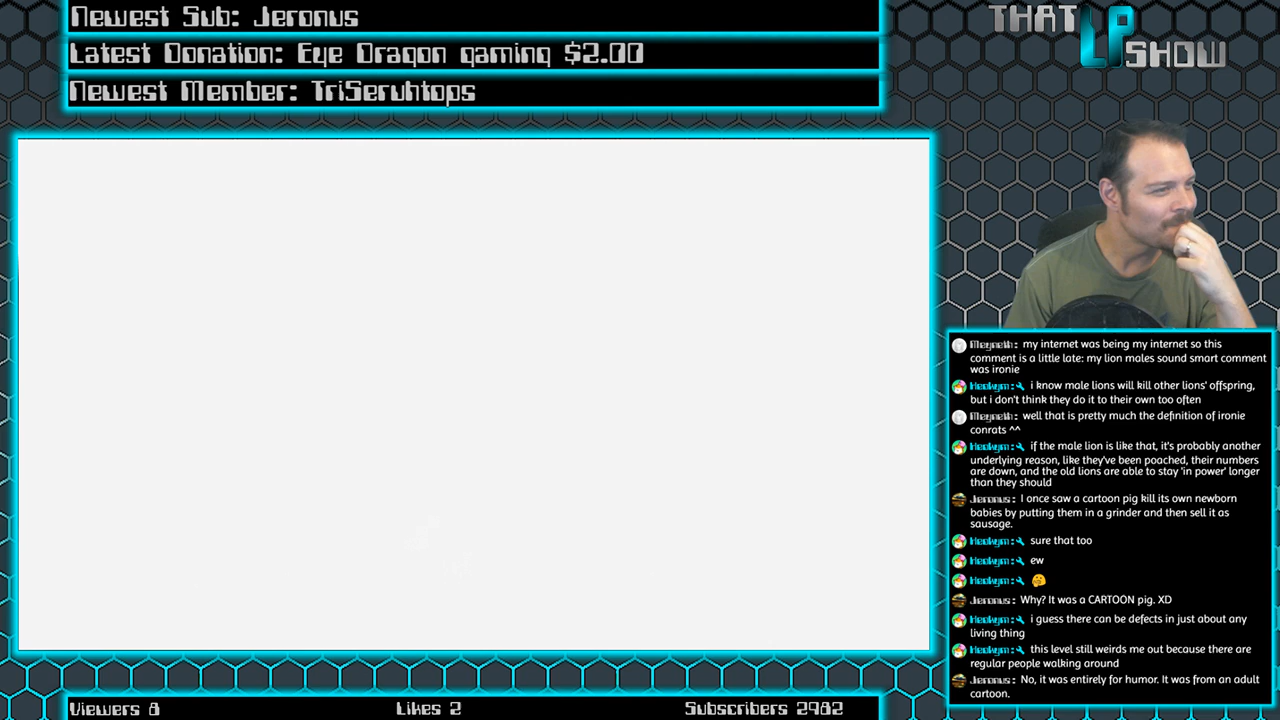 Newest Sub: Jeronus
Latest Donation: Eye Dragon gaming $2.00
Newest Member: TriSeruhtops
THAT
LP
SHOW
my internet was being my internet so this
comment is a little late: my lion males sound smart comment
was ironie
i know male lions will kill other lions' offspring,
but i don't think they do it to their own too often
well that is pretty much the definition of ironie
conrats ^^
if the male lion is like that, it's probably another
underlying reason, like they've been poached, their numbers
are down, and the old lions are able to stay 'in power' longer
than they should
Jeronus: I once saw a cartoon pig kill its own newborn
babies by putting them in a grinder and then sell it as
sausage.
sure that too
ew
Jeronus: Why? It was a CARTOON pig. XD
i guess there can be defects in just about any
living thing
this level still weirds me out because there are
regular people walking around
Jeronus: No, it was entirely for humor. It was from an adult
cartoon.
Viewers 8
Likes 2
Subscribers 2982